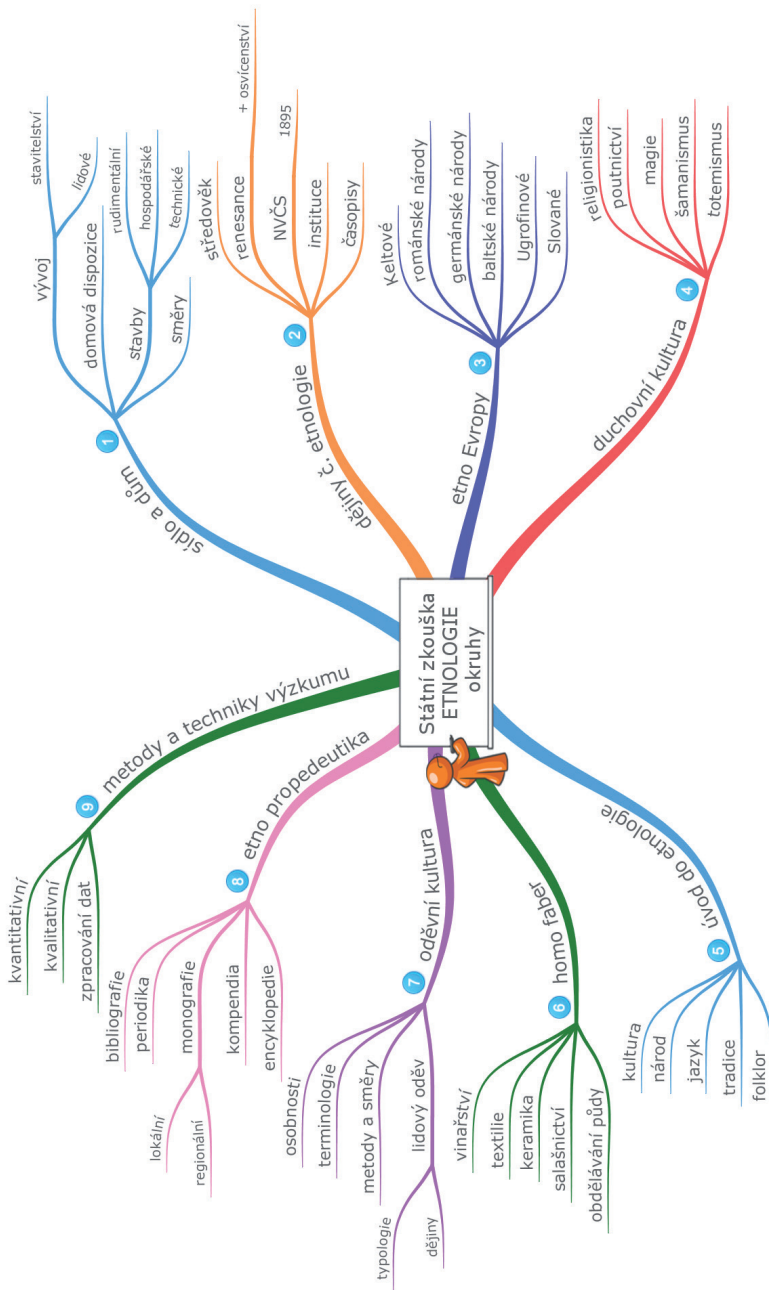 Státní zkouška
ETNOLOGIE
okruhy
1
sídlo a dům
vývoj
stavitelství
lidové
domová dispozice
stavby
rudimentální
hospodářské
technické
směry
2
dějiny č. etnologie
středověk
renesance
+ osvícenství
NVČS
1895
instituce
časopisy
3
etno Evropy
Keltové
románské národy
germánské národy
baltské národy
Ugrofinové
Slované
4
duchovní kultura
religionistika
poutnictví
magie
šamanismus
totemismus
5
úvod do etnologie
kultura
národ
jazyk
tradice
folklor
6
homo faber
vinařství
textilie
keramika
salašnictví
obdělávání půdy
7
oděvní kultura
osobnosti
terminologie
metody a směry
lidový oděv
typologie
dějiny
8
etno propedeutika
bibliografie
periodika
monografie
lokální
regionální
kompendia
encyklopedie
9
metody a techniky výzkumu
kvantitativní
kvalitativní
zpracování dat